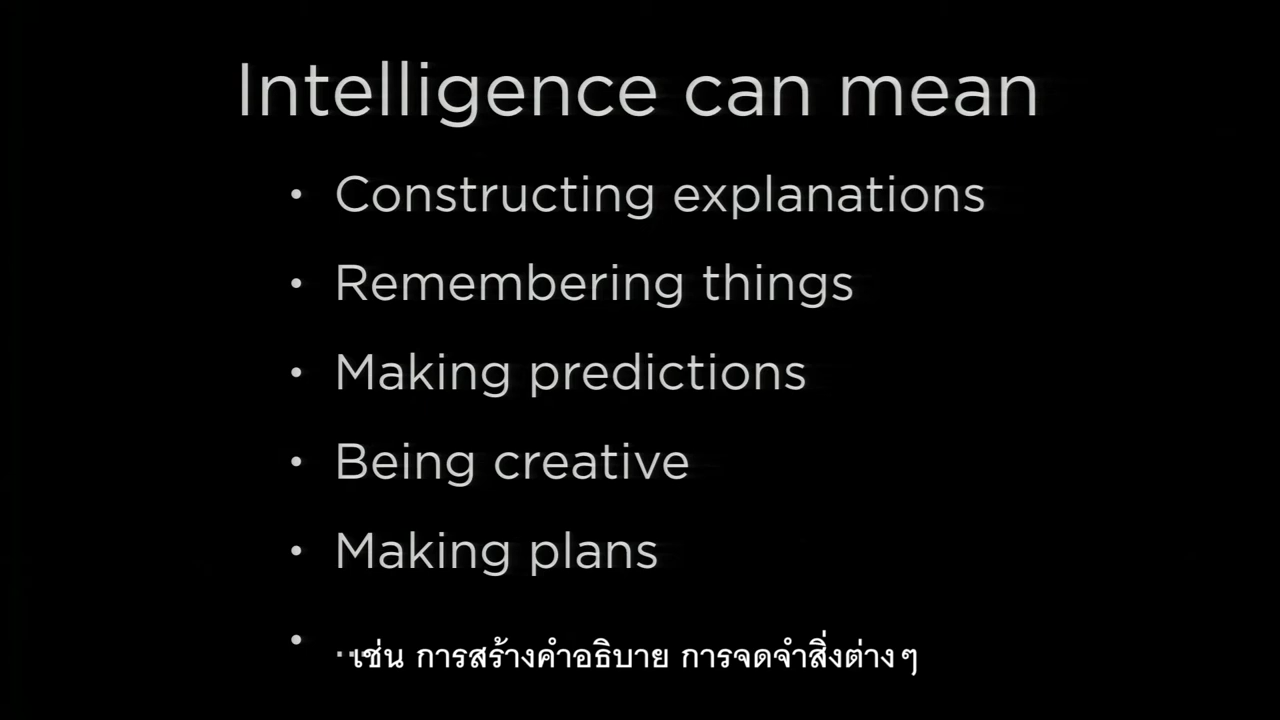 Intelligence can mean
• Constructing explanations
• Remembering things
• Making predictions
• Being creative
• Making plans
• ...
เช่น การสร้างคำอธิบาย การจดจำสิ่งต่างๆ